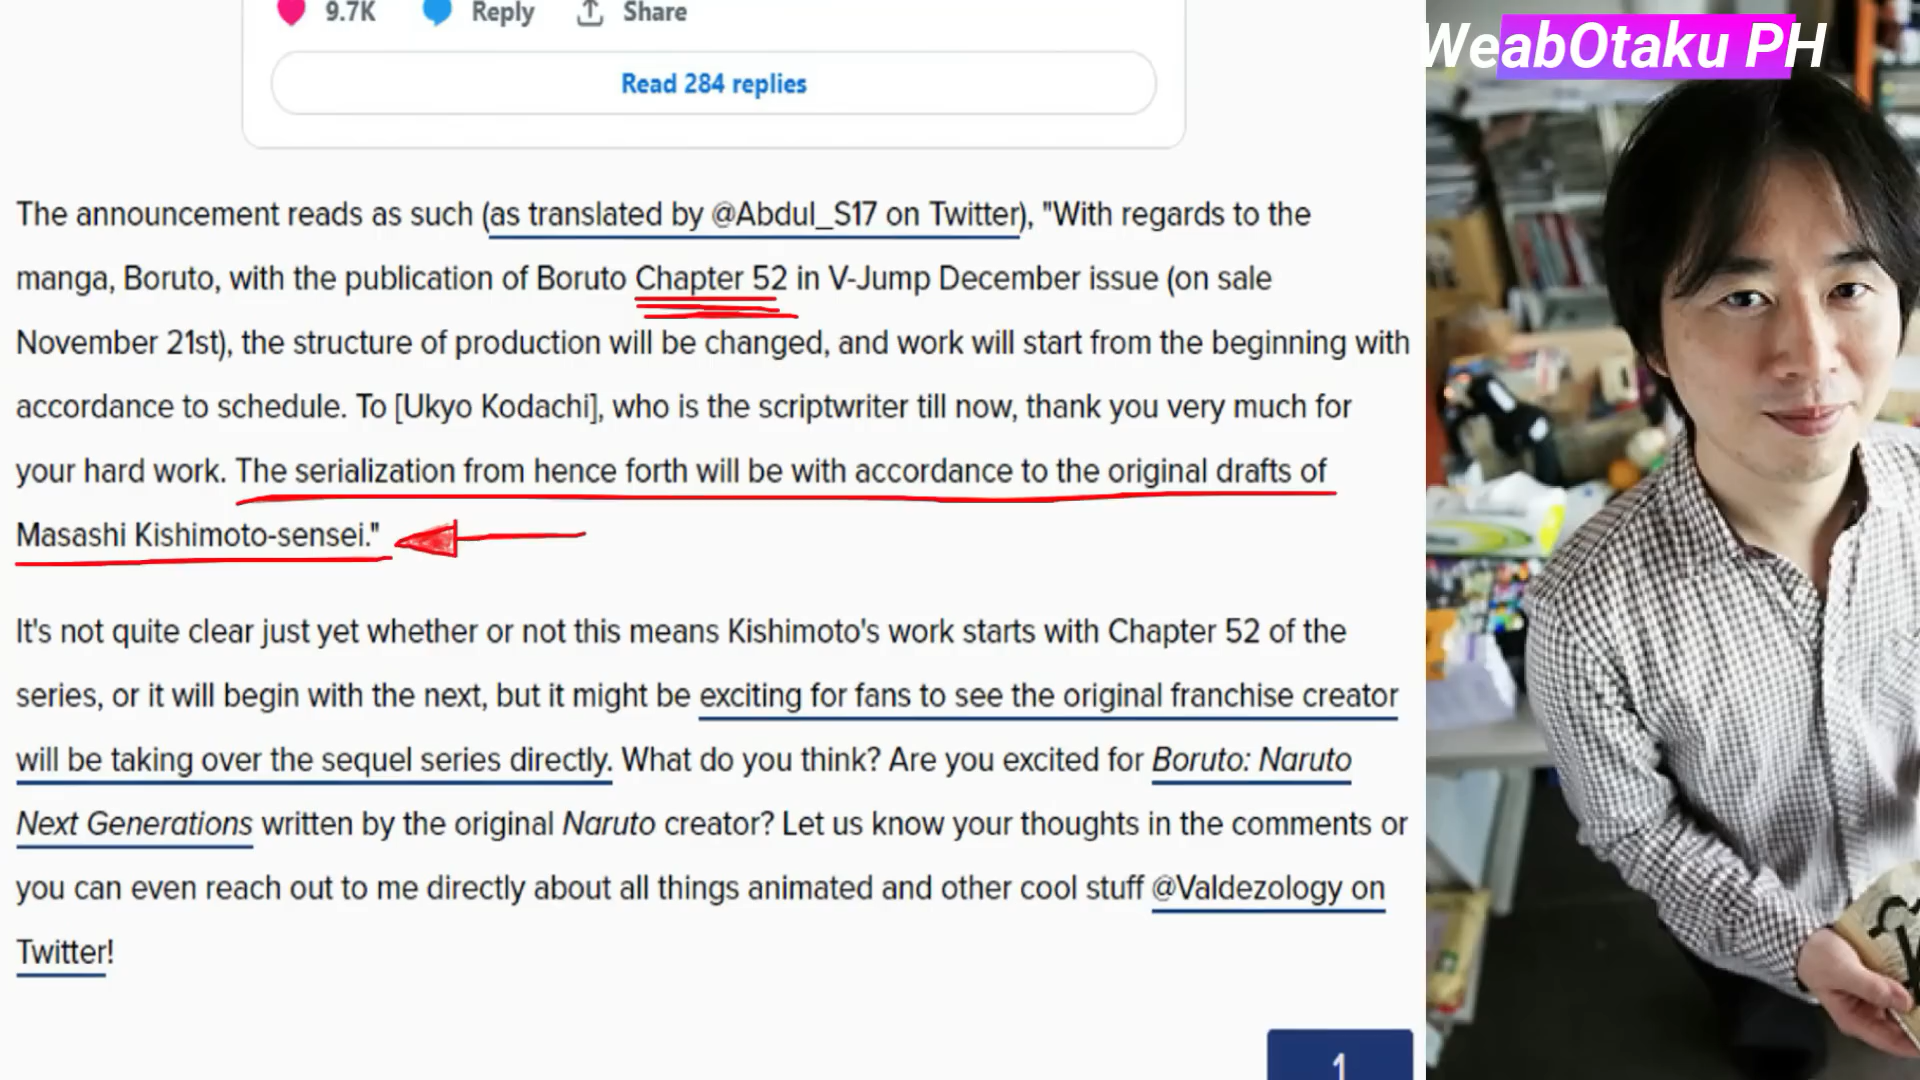 9.7K Reply Share
WeabOtaku PH
Read 284 replies
The announcement reads as such (as translated by @Abdul_S17 on Twitter), "With regards to the
manga, Boruto, with the publication of Boruto Chapter 52 in V-Jump December issue (on sale
November 21st), the structure of production will be changed, and work will start from the beginning with
accordance to schedule. To [Ukyo Kodachi], who is the scriptwriter till now, thank you very much for
your hard work. The serialization from hence forth will be with accordance to the original drafts of
Masashi Kishimoto-sensei."
It's not quite clear just yet whether or not this means Kishimoto's work starts with Chapter 52 of the
series, or it will begin with the next, but it might be exciting for fans to see the original franchise creator
will be taking over the sequel series directly. What do you think? Are you excited for Boruto: Naruto
Next Generations written by the original Naruto creator? Let us know your thoughts in the comments or
you can even reach out to me directly about all things animated and other cool stuff @Valdezology on
Twitter!
1